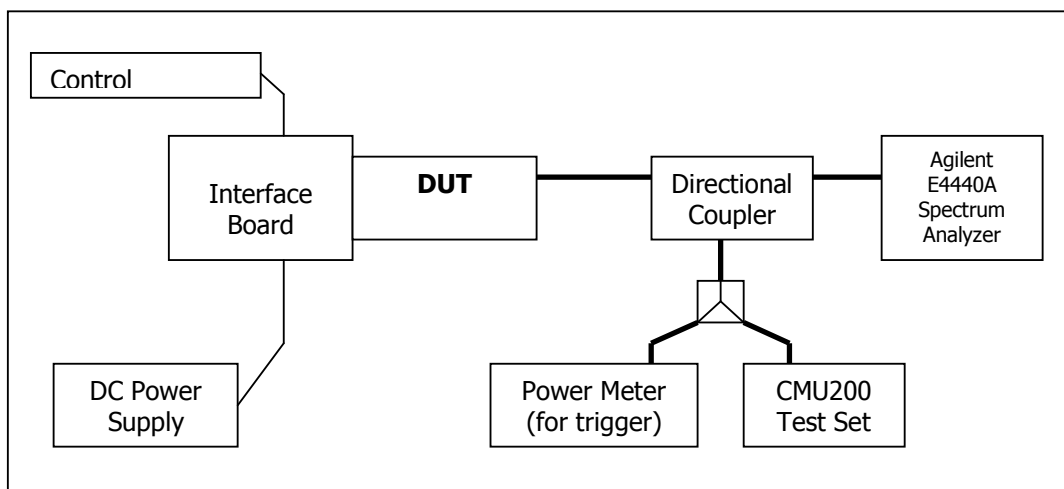 Control
Interface
Board
DUT
Directional
Coupler
Agilent
E4440A
Spectrum
Analyzer
DC Power
Supply
Power Meter
(for trigger)
CMU200
Test Set